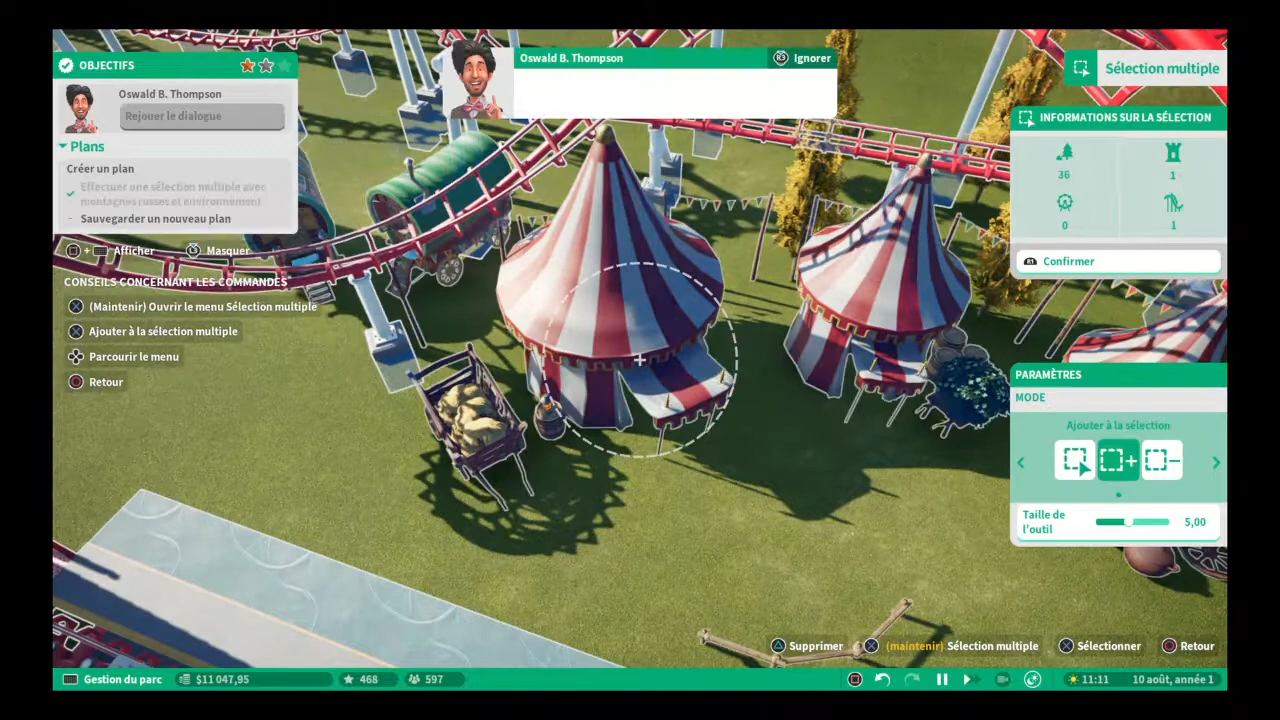 OBJECTIFS
Oswald B. Thompson
Rejouer le dialogue
Plans
Créer un plan
Effectuer une sélection multiple avec
montagnes russes et environnement
- Sauvegarder un nouveau plan
+ Afficher
Masquer
CONSEILS CONCERNANT LES COMMANDES
(Maintenir) Ouvrir le menu Sélection multiple
Ajouter à la sélection multiple
Parcourir le menu
Retour
Oswald B. Thompson
R3 Ignorer
Sélection multiple
INFORMATIONS SUR LA SÉLECTION
36
1
0
1
R1 Confirmer
PARAMÈTRES
MODE
Ajouter à la sélection
Taille de
l'outil
5,00
Supprimer
(maintenir) Sélection multiple
Sélectionner
Retour
Gestion du parc
$11 047,95
468
597
11:11
10 août, année 1